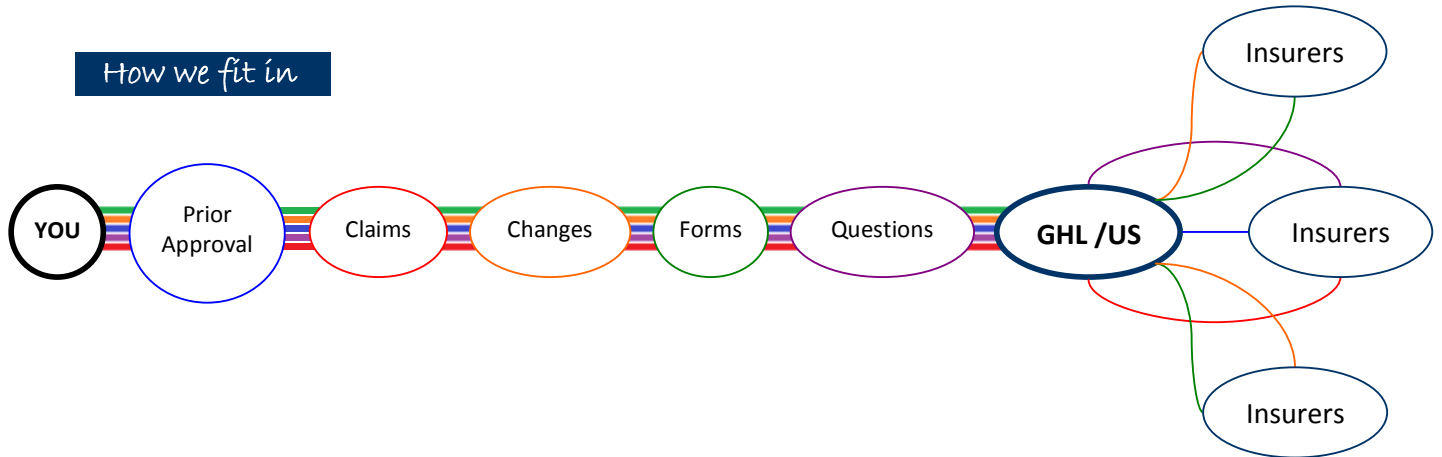 How we fit in
YOU
Prior
Approval
Claims
Changes
Forms
Questions
GHL /US
Insurers
Insurers
Insurers